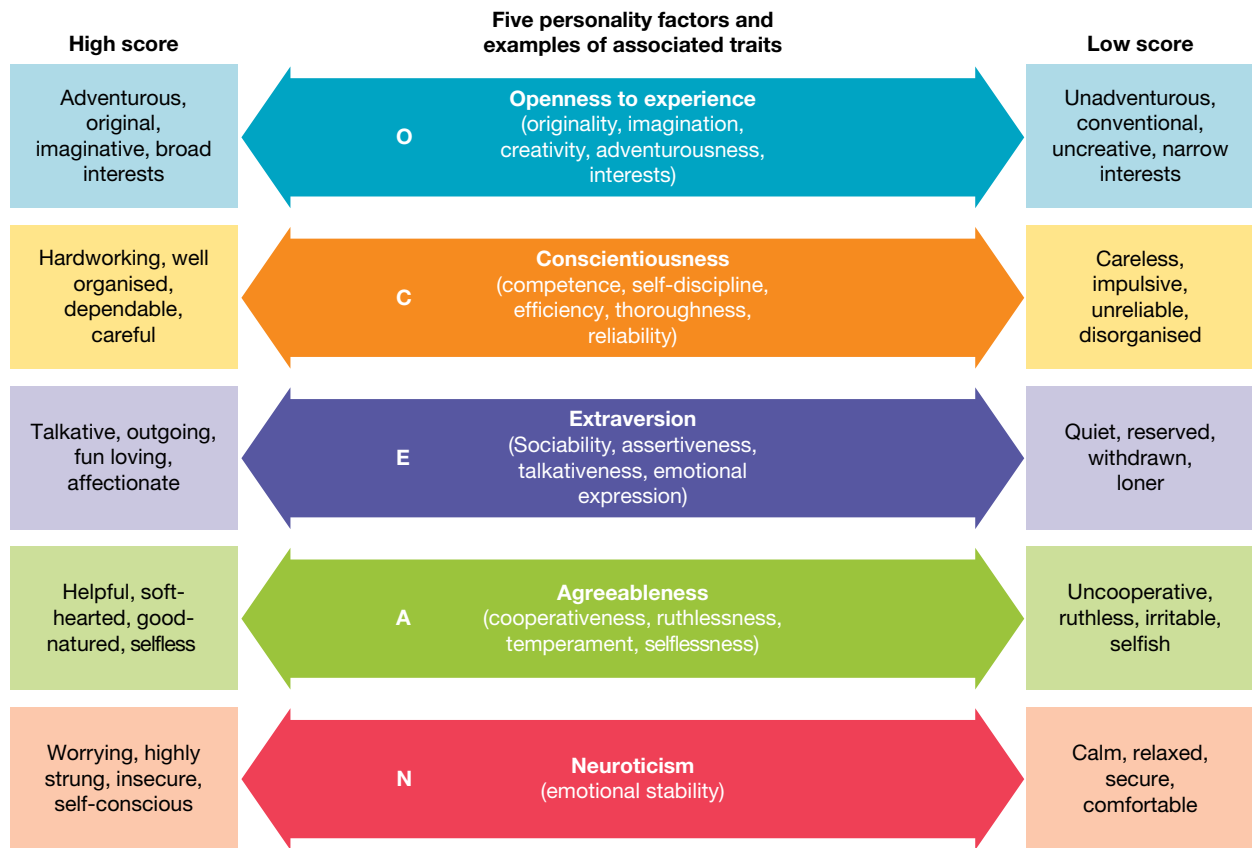 High score
Five personality factors and
examples of associated traits
Low score
Adventurous,
original,
imaginative, broad
interests
O
Openness to experience
(originality, imagination,
creativity, adventurousness,
interests)
Unadventurous,
conventional,
uncreative, narrow
interests
Hardworking, well
organised,
dependable,
careful
C
Conscientiousness
(competence, self-discipline,
efficiency, thoroughness,
reliability)
Careless,
impulsive,
unreliable,
disorganised
Talkative, outgoing,
fun loving,
affectionate
E
Extraversion
(Sociability, assertiveness,
talkativeness, emotional
expression)
Quiet, reserved,
withdrawn,
loner
Helpful, soft-
hearted, good-
natured, selfless
A
Agreeableness
(cooperativeness, ruthlessness,
temperament, selflessness)
Uncooperative,
ruthless, irritable,
selfish
Worrying, highly
strung, insecure,
self-conscious
N
Neuroticism
(emotional stability)
Calm, relaxed,
secure,
comfortable